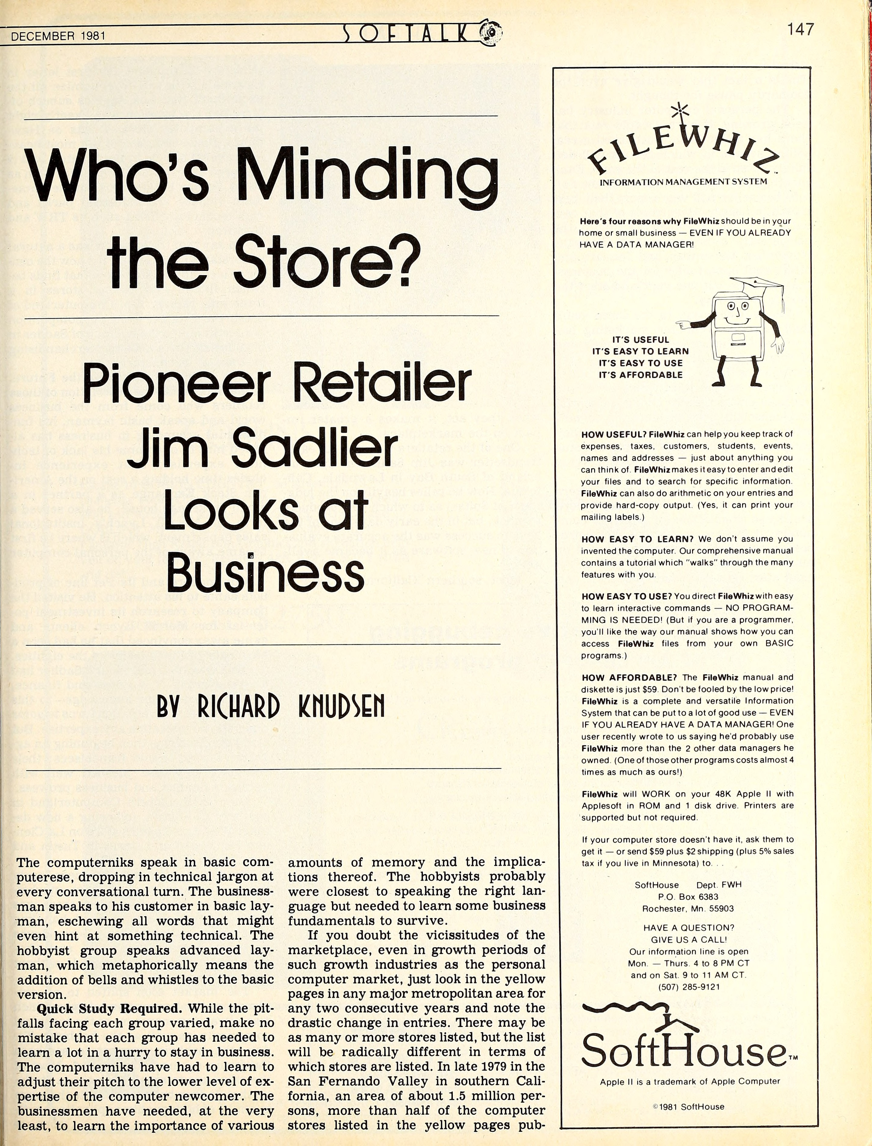 DECEMBER 1981
SOFTALK
147
Who's Minding
the Store?
Pioneer Retailer
Jim Sadlier
Looks at
Business
BY RICHARD KNUDSEN
The computerniks speak in basic com-
puterese, dropping in technical jargon at
every conversational turn. The business-
man speaks to his customer in basic lay-
man, eschewing all words that might
even hint at something technical. The
hobbyist group speaks advanced lay-
man, which metaphorically means the
addition of bells and whistles to the basic
version.
Quick Study Required. While the pit-
falls facing each group varied, make no
mistake that each group has needed to
learn a lot in a hurry to stay in business.
The computerniks have had to learn to
adjust their pitch to the lower level of ex-
pertise of the computer newcomer. The
businessmen have needed, at the very
least, to learn the importance of various
amounts of memory and the implica-
tions thereof. The hobbyists probably
were closest to speaking the right lan-
guage but needed to learn some business
fundamentals to survive.
If you doubt the vicissitudes of the
marketplace, even in growth periods of
such growth industries as the personal
computer market, just look in the yellow
pages in any major metropolitan area for
any two consecutive years and note the
drastic change in entries. There may be
as many or more stores listed, but the list
will be radically different in terms of
which stores are listed. In late 1979 in the
San Fernando Valley in southern Cali-
fornia, an area of about 1.5 million per-
sons, more than half of the computer
stores listed in the yellow pages pub-
FILEWHIZ™
INFORMATION MANAGEMENT SYSTEM
Here's four reasons why FileWhiz should be in your
home or small business — EVEN IF YOU ALREADY
HAVE A DATA MANAGER!
IT'S USEFUL
IT'S EASY TO LEARN
IT'S EASY TO USE
IT'S AFFORDABLE
HOW USEFUL? FileWhiz can help you keep track of
expenses, taxes, customers, students, events,
names and addresses — just about anything you
can think of. FileWhiz makes it easy to enter and edit
your files and to search for specific information.
FileWhiz can also do arithmetic on your entries and
provide hard-copy output. (Yes, it can print your
mailing labels.)
HOW EASY TO LEARN? We don't assume you
invented the computer. Our comprehensive manual
contains a tutorial which "walks" through the many
features with you.
HOW EASY TO USE? You direct FileWhiz with easy
to learn interactive commands — NO PROGRAM-
MING IS NEEDED! (But if you are a programmer,
you'll like the way our manual shows how you can
access FileWhiz files from your own BASIC
programs.)
HOW AFFORDABLE? The FileWhiz manual and
diskette is just $59. Don't be fooled by the low price!
FileWhiz is a complete and versatile Information
System that can be put to a lot of good use — EVEN
IF YOU ALREADY HAVE A DATA MANAGER! One
user recently wrote to us saying he'd probably use
FileWhiz more than the 2 other data managers he
owned. (One of those other programs costs almost 4
times as much as ours!)
FileWhiz will WORK on your 48K Apple II with
Applesoft in ROM and 1 disk drive. Printers are
supported but not required.
If your computer store doesn't have it, ask them to
get it — or send $59 plus $2 shipping (plus 5% sales
tax if you live in Minnesota) to. . .
SoftHouse Dept. FWH
P.O. Box 6383
Rochester, Mn. 55903
HAVE A QUESTION?
GIVE US A CALL!
Our information line is open
Mon. — Thurs. 4 to 8 PM CT
and on Sat. 9 to 11 AM CT.
(507) 285-9121
SoftHouse™
Apple II is a trademark of Apple Computer
©1981 SoftHouse